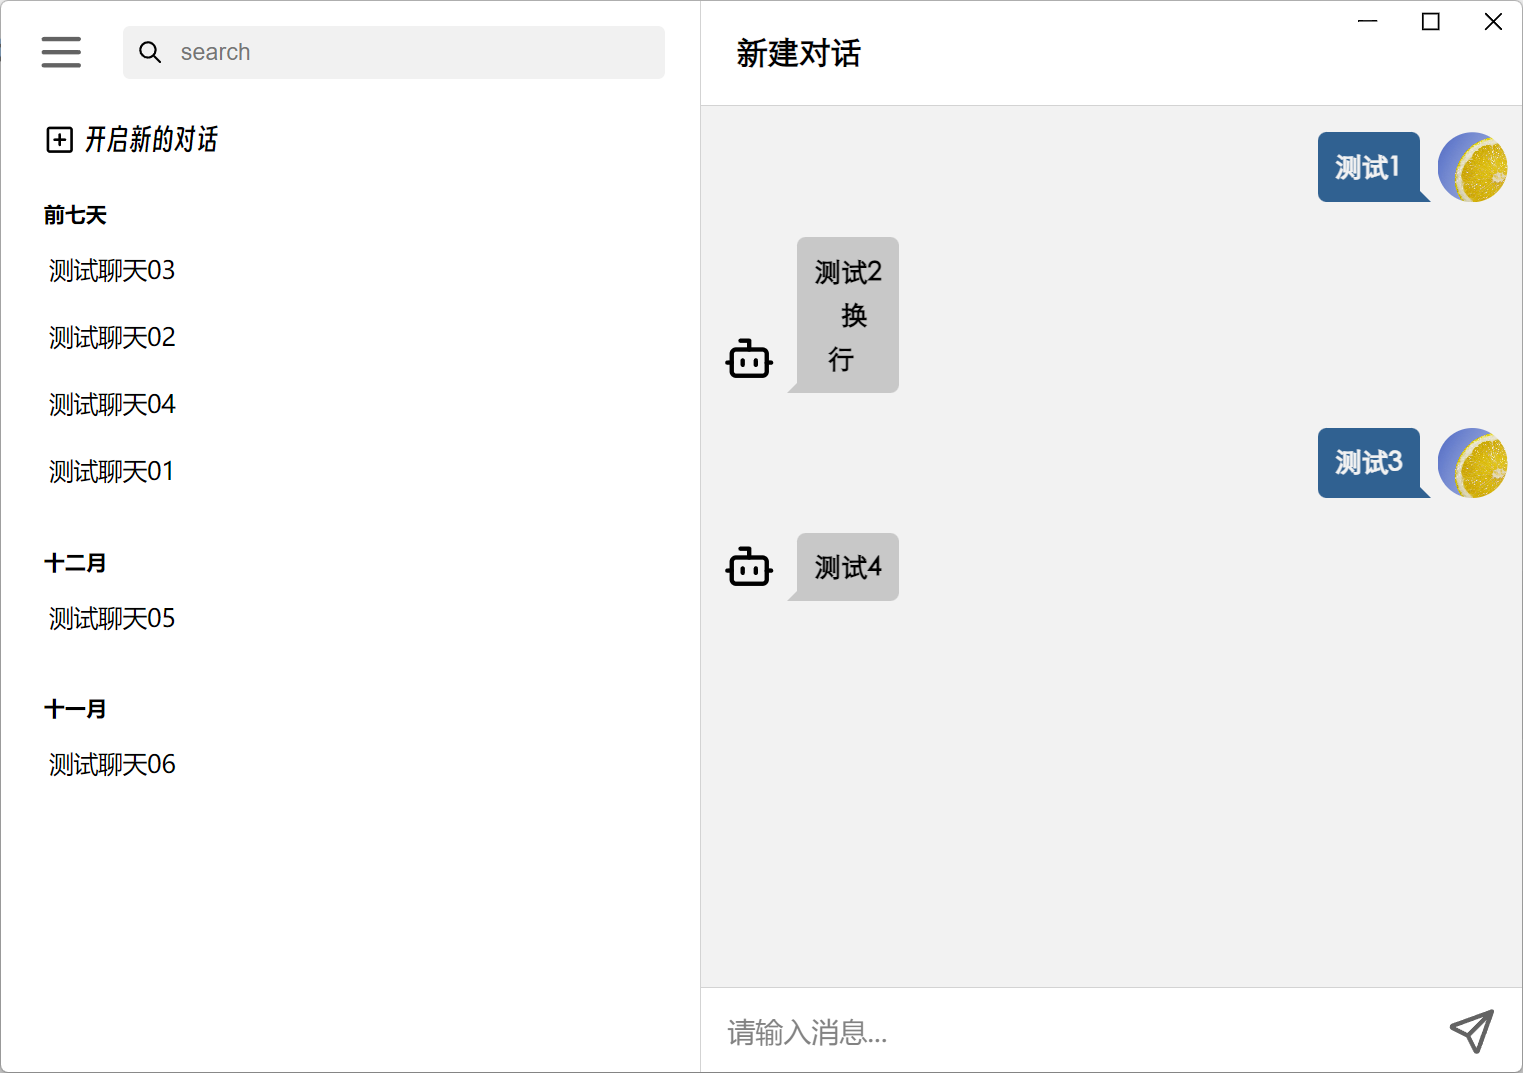 search
开启新的对话
前七天
测试聊天03
测试聊天02
测试聊天04
测试聊天01
十二月
测试聊天05
十一月
测试聊天06
新建对话
测试1
测试2
换
行
测试3
测试4
请输入消息...